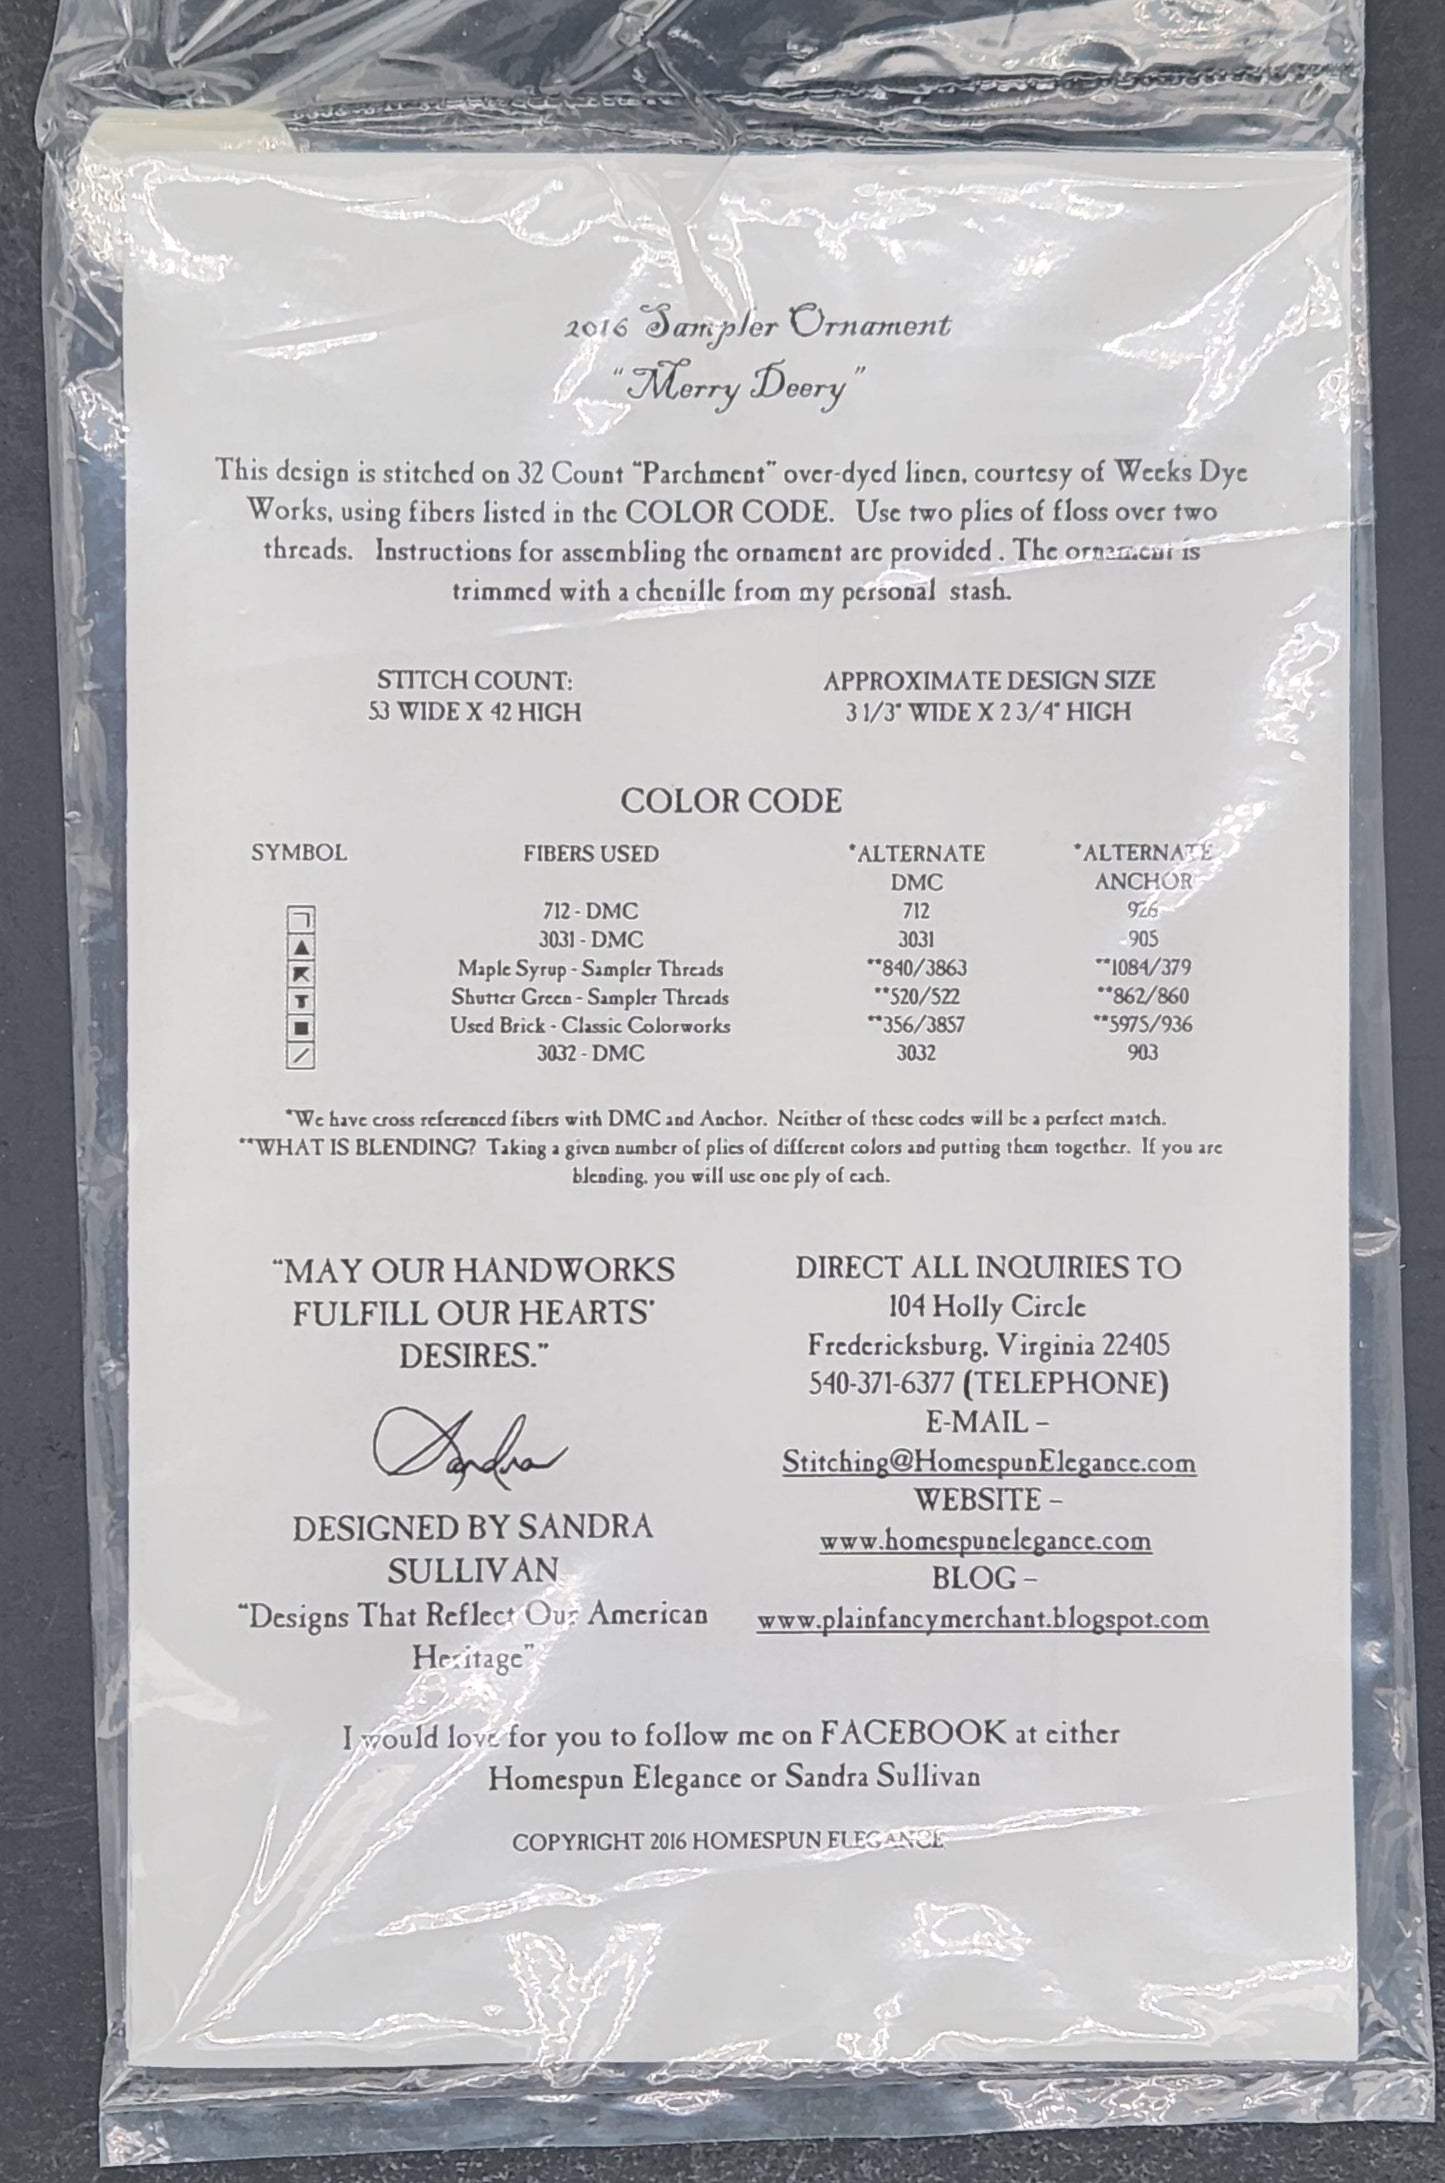 2016 Sampler Ornament
"Merry Deery"
This design is stitched on 32 Count "Parchment" over-dyed linen, courtesy of Weeks Dye
Works, using fibers listed in the COLOR CODE. Use two plies of floss over two
threads. Instructions for assembling the ornament are provided . The ornament is
trimmed with a chenille from my personal stash.
STITCH COUNT: APPROXIMATE DESIGN SIZE
53 WIDE X 42 HIGH 3 1/3" WIDE X 2 3/4" HIGH
COLOR CODE
SYMBOL FIBERS USED *ALTERNATE *ALTERNATE
DMC ANCHOR
712 - DMC 712 926
3031 - DMC 3031 905
Maple Syrup - Sampler Threads **840/3863 **1084/379
Shutter Green - Sampler Threads **520/522 **862/860
Used Brick - Classic Colorworks **356/3857 **5975/936
3032 - DMC 3032 903
*We have cross referenced fibers with DMC and Anchor. Neither of these codes will be a perfect match.
**WHAT IS BLENDING? Taking a given number of plies of different colors and putting them together. If you are
blending, you will use one ply of each.
"MAY OUR HANDWORKS
FULFILL OUR HEARTS'
DESIRES."
Sandra
DESIGNED BY SANDRA
SULLIVAN
"Designs That Reflect Our American
Heritage"
DIRECT ALL INQUIRIES TO
104 Holly Circle
Fredericksburg, Virginia 22405
540-371-6377 (TELEPHONE)
E-MAIL –
Stitching@HomespunElegance.com
WEBSITE –
www.homespunelegance.com
BLOG –
www.plainfancymerchant.blogspot.com
I would love for you to follow me on FACEBOOK at either
Homespun Elegance or Sandra Sullivan
COPYRIGHT 2016 HOMESPUN ELEGANCE